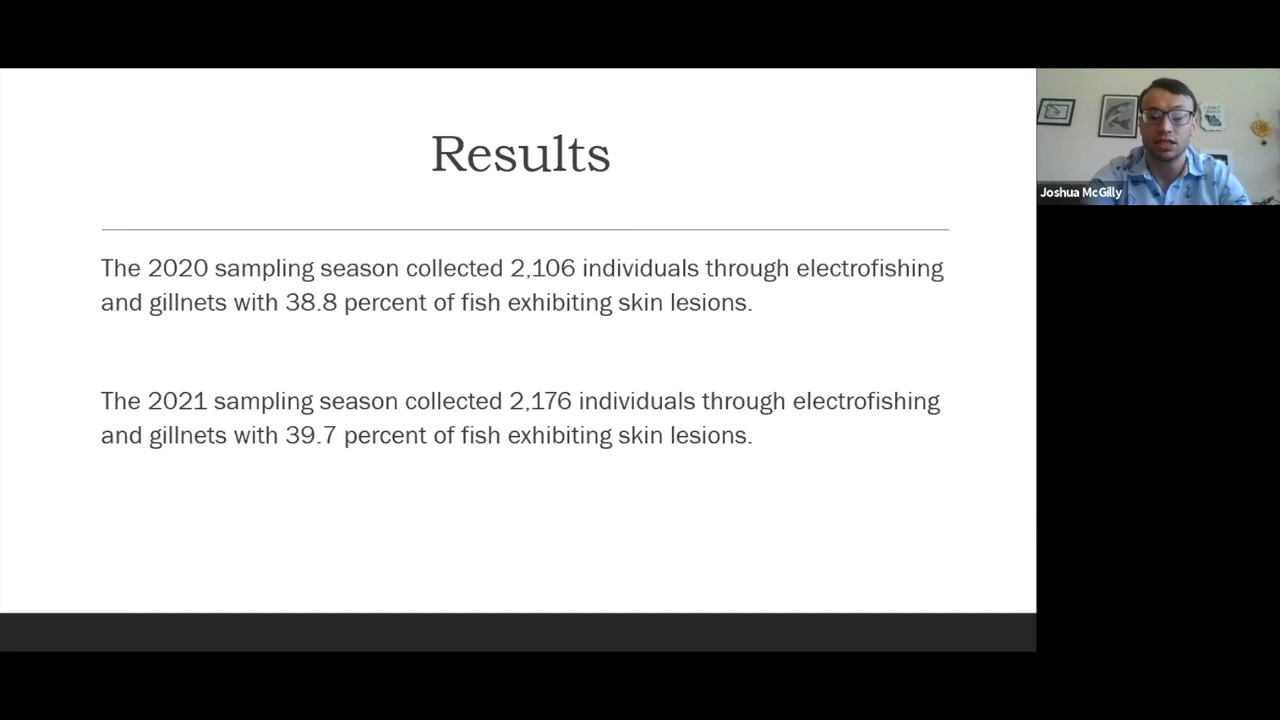 Results
The 2020 sampling season collected 2,106 individuals through electrofishing
and gillnets with 38.8 percent of fish exhibiting skin lesions.
The 2021 sampling season collected 2,176 individuals through electrofishing
and gillnets with 39.7 percent of fish exhibiting skin lesions.
Joshua McGilly